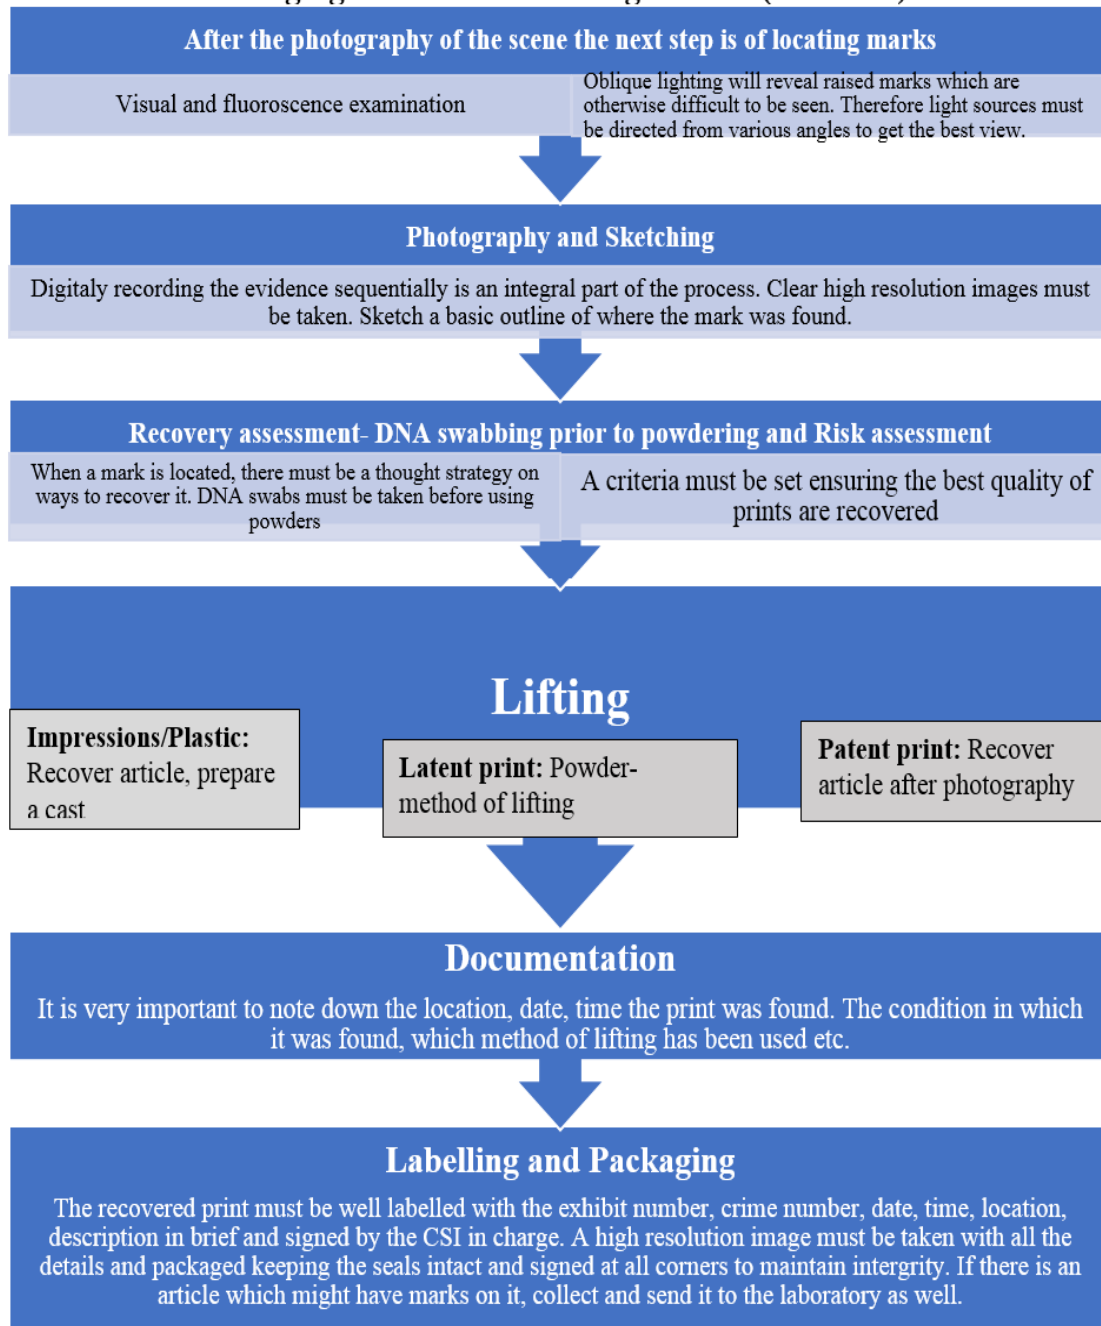 After the photography of the scene the next step is of locating marks
Visual and fluoroscence examination
Oblique lighting will reveal raised marks which are
otherwise difficult to be seen. Therefore light sources must
be directed from various angles to get the best view.
Photography and Sketching
Digitaly recording the evidence sequentially is an integral part of the process. Clear high resolution images must
be taken. Sketch a basic outline of where the mark was found.
Recovery assessment- DNA swabbing prior to powdering and Risk assessment
When a mark is located, there must be a thought strategy on
ways to recover it. DNA swabs must be taken before using
powders
A criteria must be set ensuring the best quality of
prints are recovered
Lifting
Impressions/Plastic:
Recover article, prepare
a cast
Latent print: Powder-
method of lifting
Patent print: Recover
article after photography
Documentation
It is very important to note down the location, date, time the print was found. The condition in which
it was found, which method of lifting has been used etc.
Labelling and Packaging
The recovered print must be well labelled with the exhibit number, crime number, date, time, location,
description in brief and signed by the CSI in charge. A high resolution image must be taken with all the
details and packaged keeping the seals intact and signed at all corners to maintain intergrity. If there is an
article which might have marks on it, collect and send it to the laboratory as well.